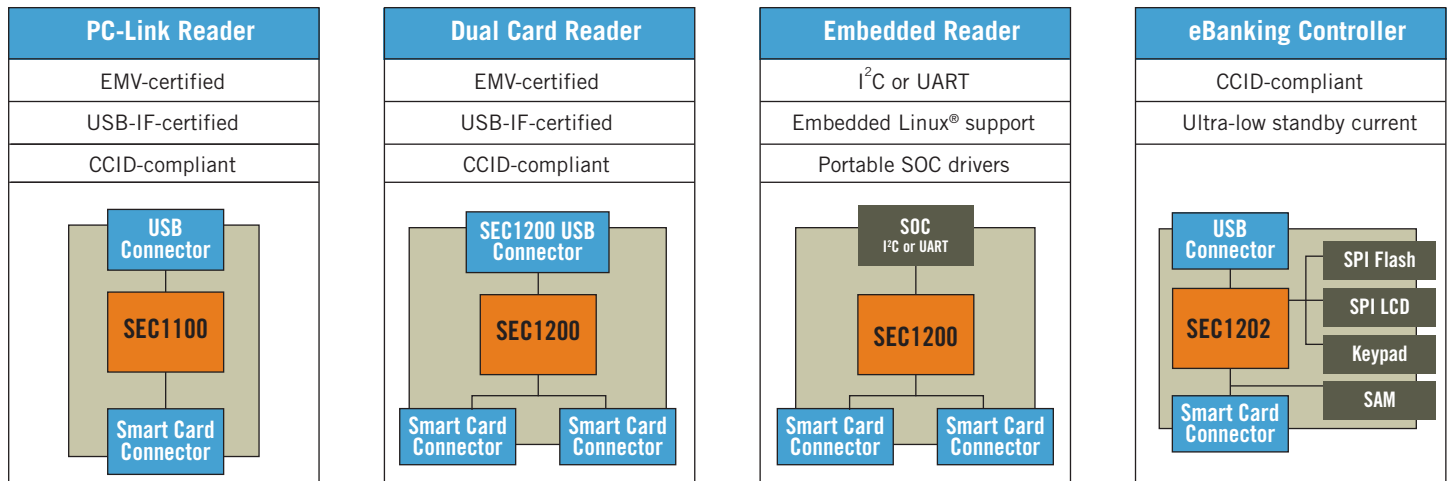 PC-Link Reader
EMV-certified
USB-IF-certified
CCID-compliant
USB
Connector
SEC1100
Smart Card
Connector
Dual Card Reader
EMV-certified
USB-IF-certified
CCID-compliant
SEC1200 USB
Connector
SEC1200
Smart Card
Connector
Smart Card
Connector
Embedded Reader
I²C or UART
Embedded Linux® support
Portable SOC drivers
SOC
I²C or UART
SEC1200
Smart Card
Connector
Smart Card
Connector
eBanking Controller
CCID-compliant
Ultra-low standby current
USB
Connector
SPI Flash
SPI LCD
SEC1202
Keypad
SAM
Smart Card
Connector